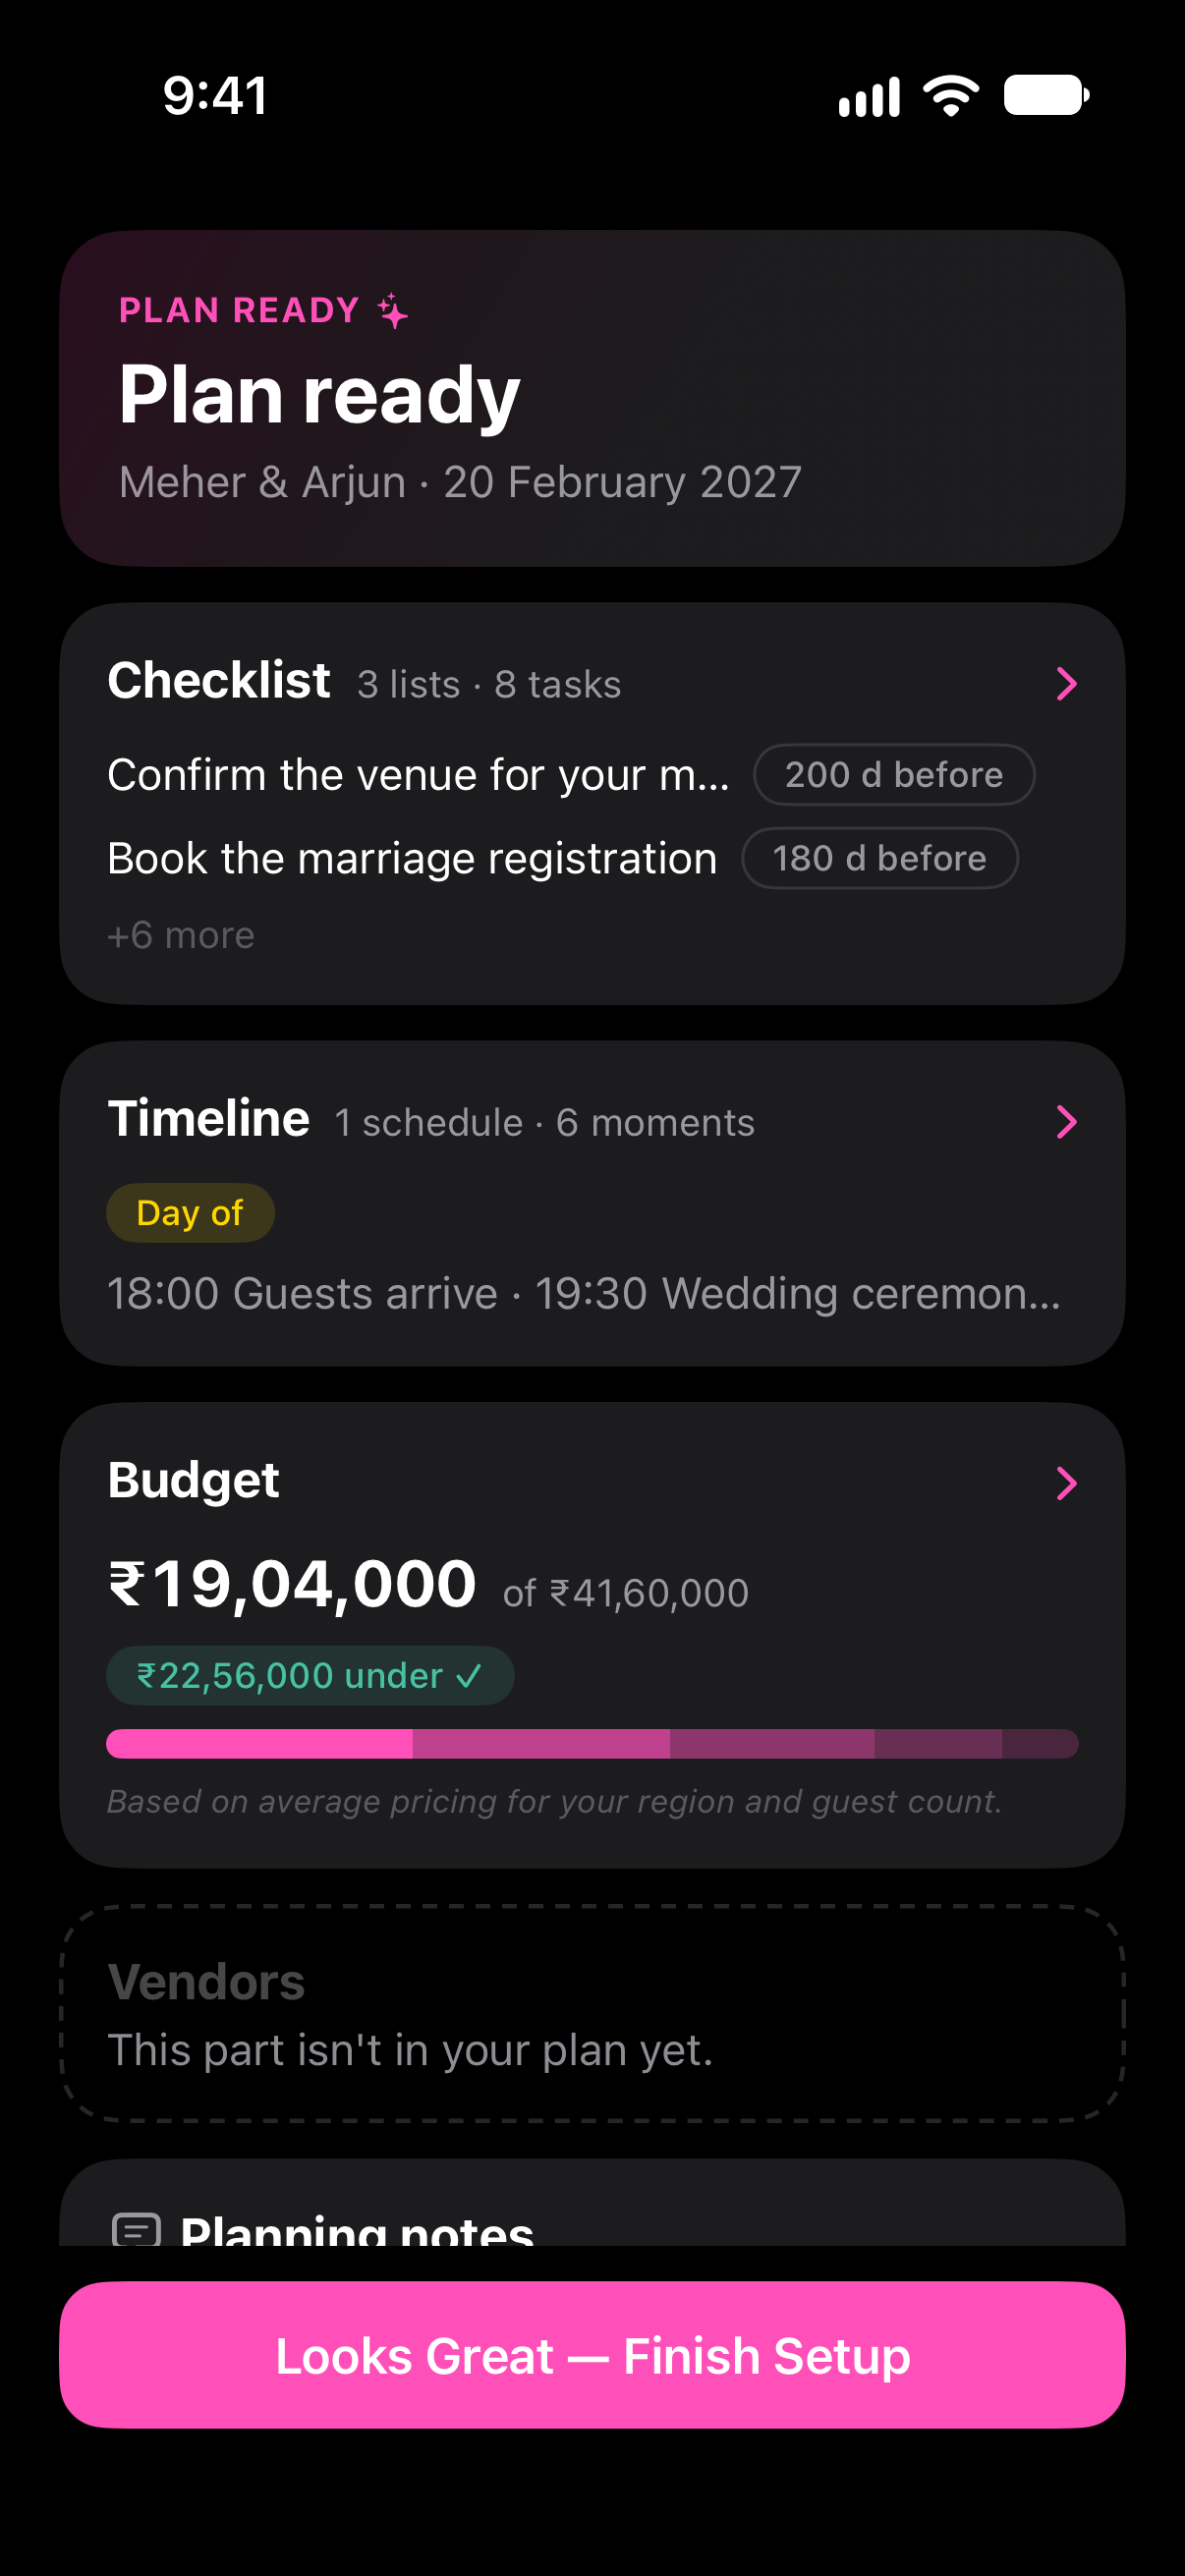 9:41
PLAN READY
Plan ready
Meher & Arjun · 20 February 2027
Checklist 3 lists · 8 tasks
Confirm the venue for your m... 200 d before
Book the marriage registration 180 d before
+6 more
Timeline 1 schedule · 6 moments
Day of
18:00 Guests arrive · 19:30 Wedding ceremon...
Budget
₹19,04,000 of ₹41,60,000
₹22,56,000 under ✓
Based on average pricing for your region and guest count.
Vendors
This part isn't in your plan yet.
Planning notes
Looks Great — Finish Setup